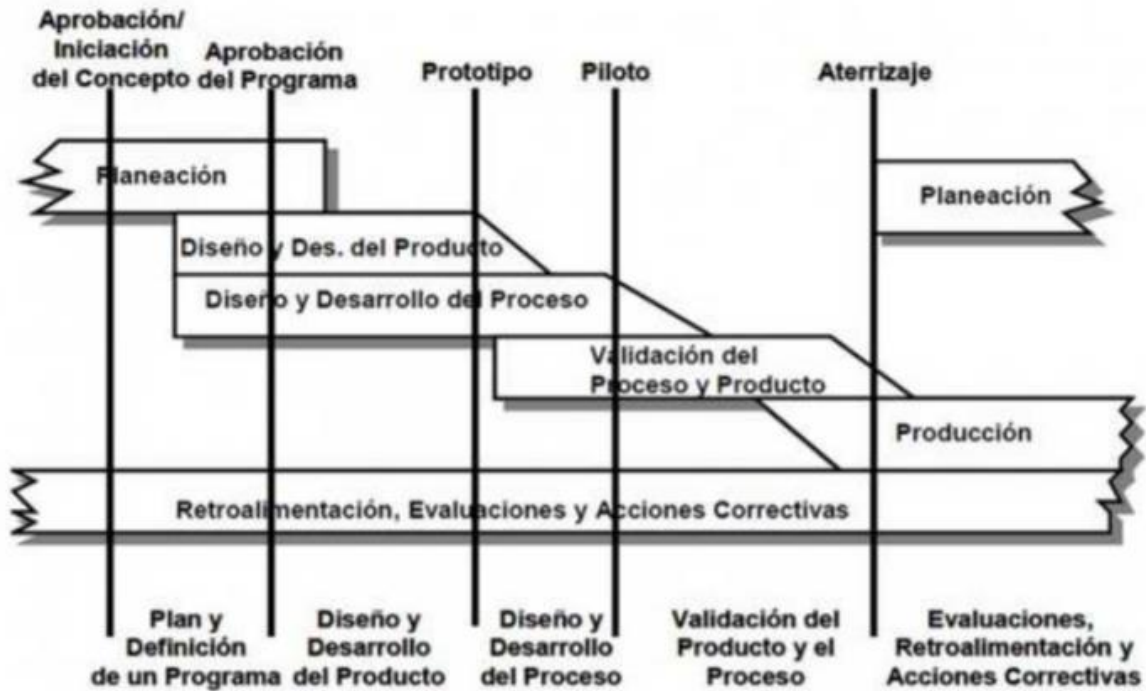 Aprobación/
Iniciación
del Concepto
Aprobación
del Programa
Prototipo
Piloto
Aterrizaje
Planeación
Planeación
Diseño y Des. del Producto
Diseño y Desarrollo del Proceso
Validación del
Proceso y Producto
Producción
Retroalimentación, Evaluaciones y Acciones Correctivas
Plan y
Definición
de un Programa
Diseño y
Desarrollo
del Producto
Diseño y
Desarrollo
del Proceso
Validación del
Producto y el
Proceso
Evaluaciones,
Retroalimentación y
Acciones Correctivas